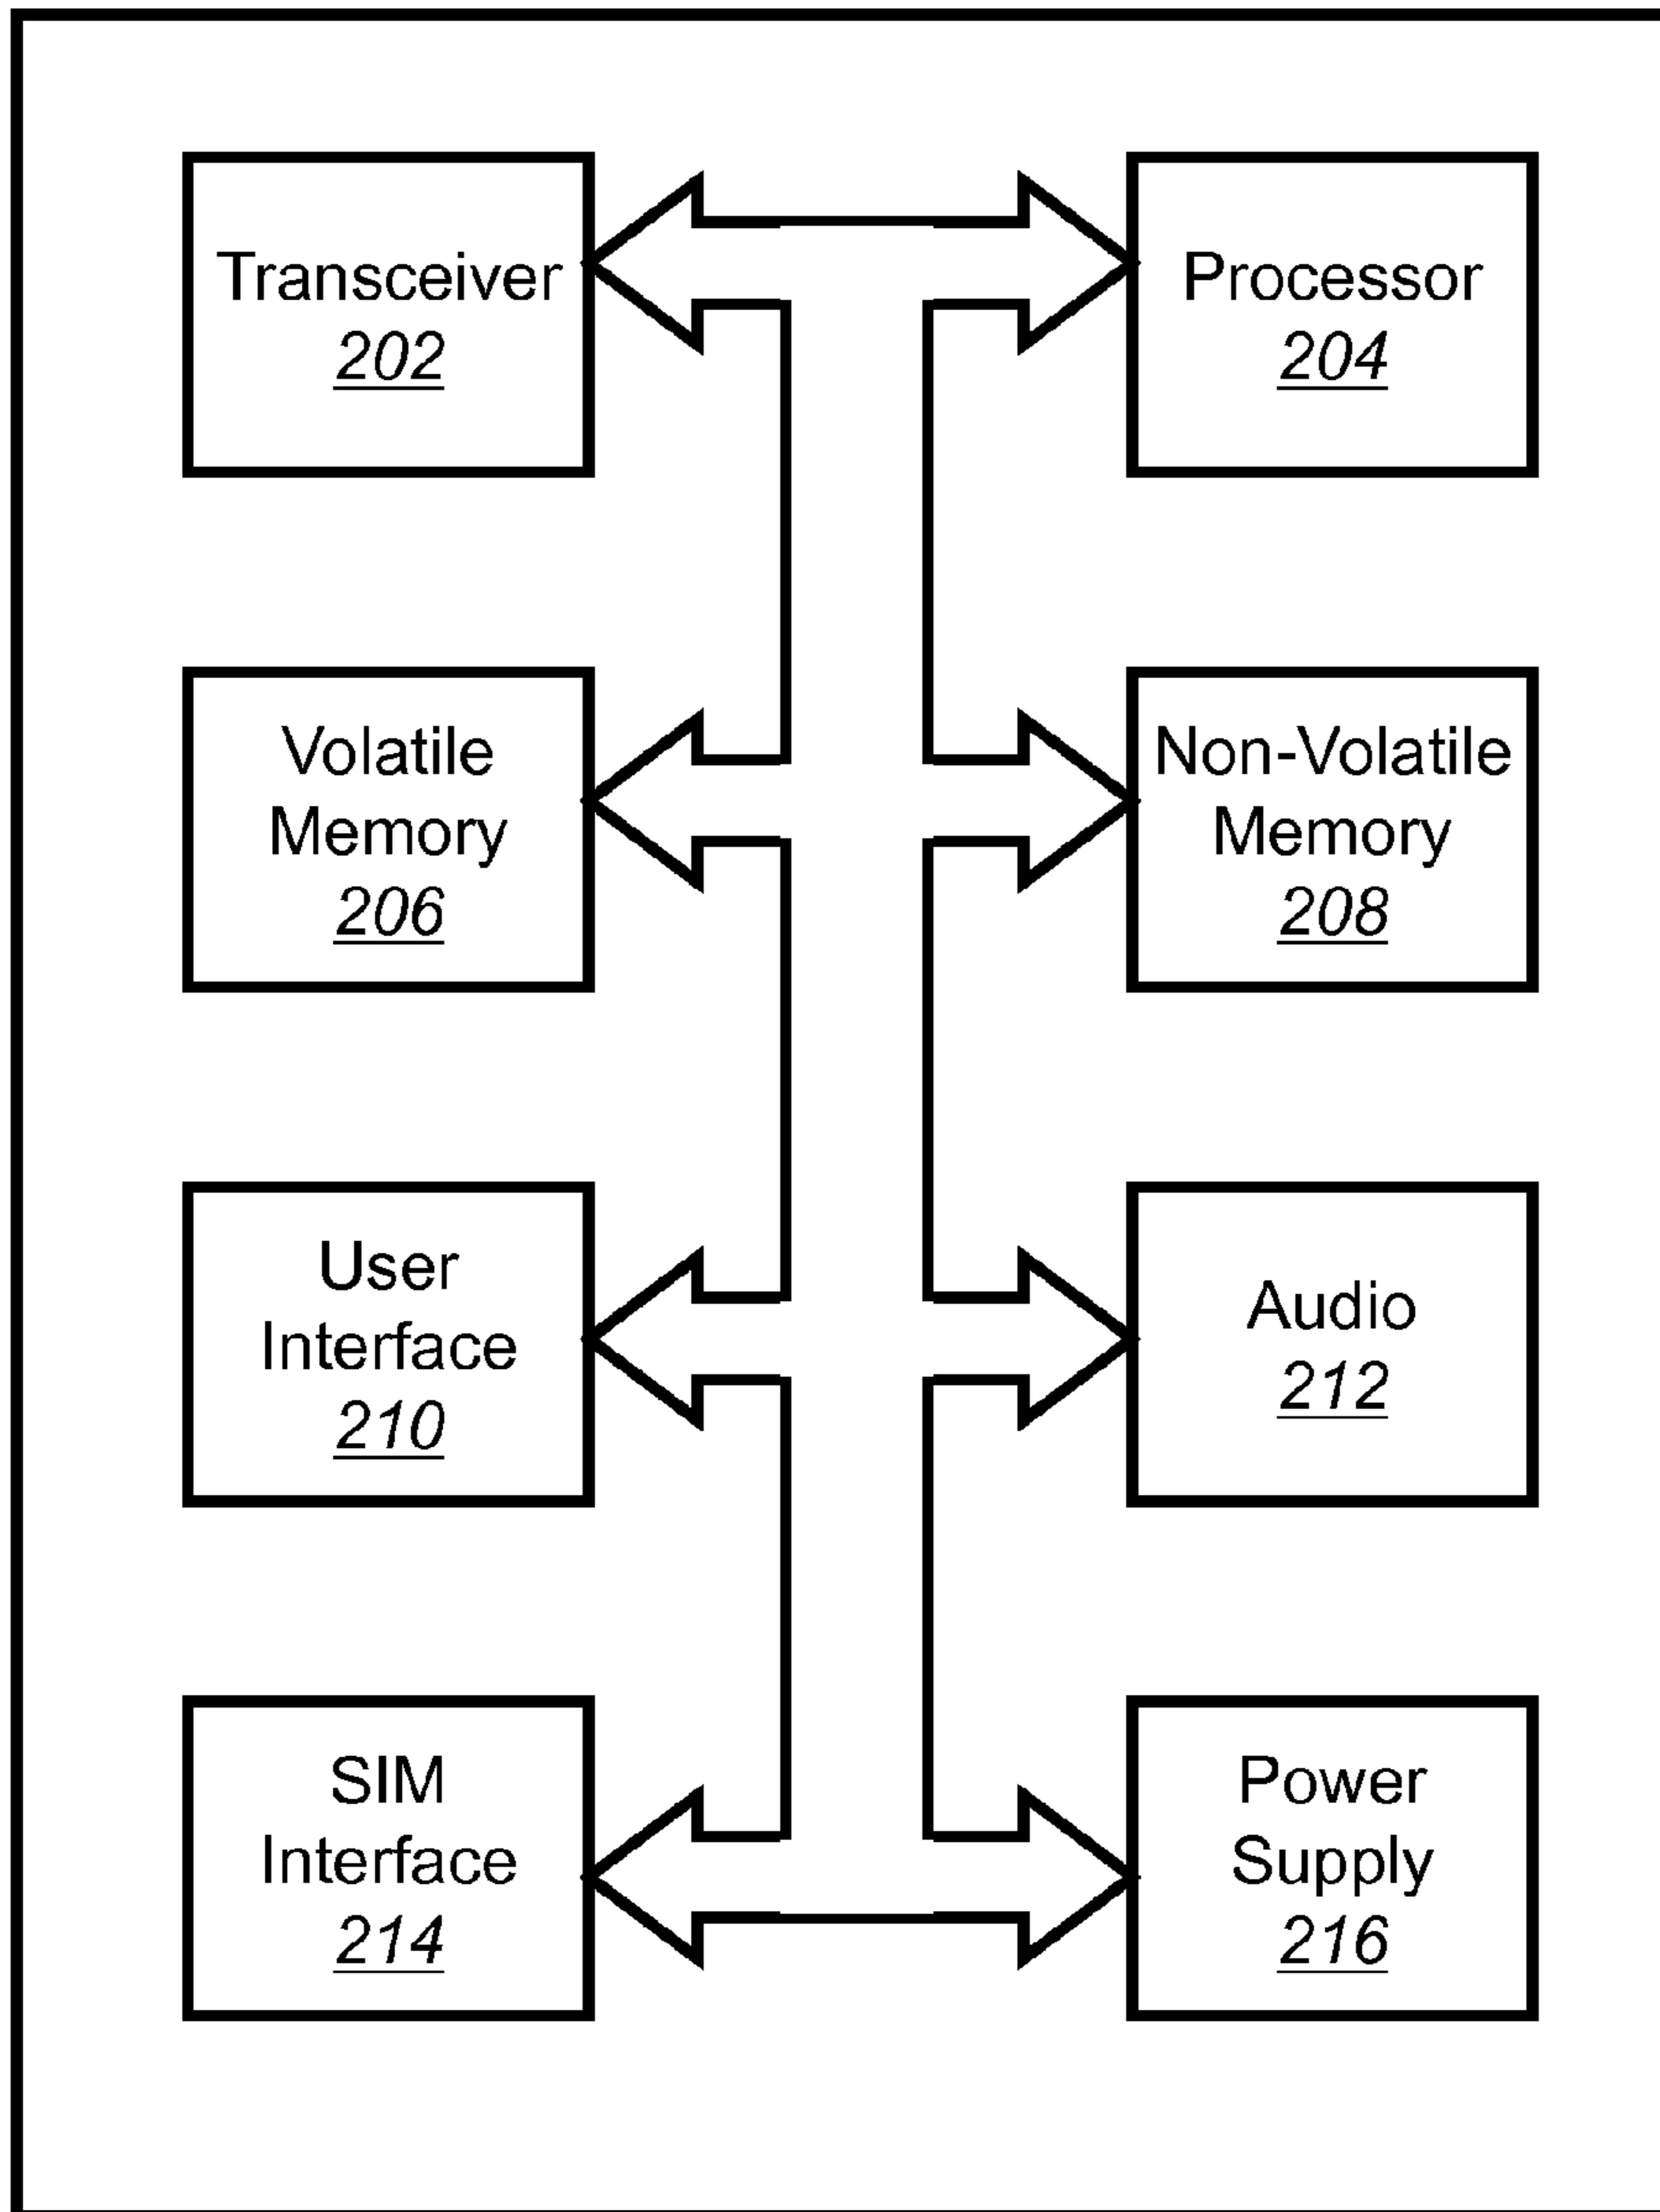 Transceiver
202
Processor
204
Volatile
Memory
206
Non-Volatile
Memory
208
User
Interface
210
Audio
212
SIM
Interface
214
Power
Supply
216